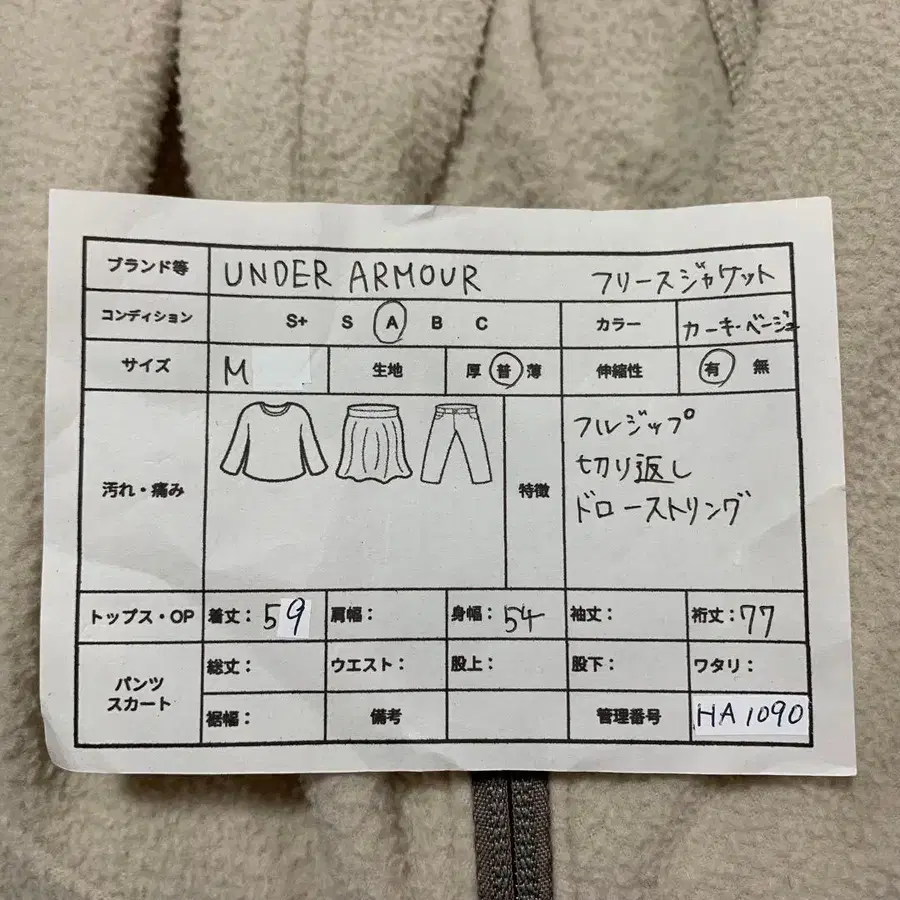 ブランド等 UNDER ARMOUR フリースジャケット
コンディション S+ S A B C カラー カーキ・ベージュ
サイズ M 生地 厚 普 薄 伸縮性 有 無
汚れ・痛み 特徴 フルジップ
切り返し
ドローストリング
トップス・OP 着丈：59 肩幅： 身幅：54 袖丈： 裄丈：77
パンツ スカート 総丈： ウエスト： 股上： 股下： ワタリ：
裾幅： 備考 管理番号 HA1090